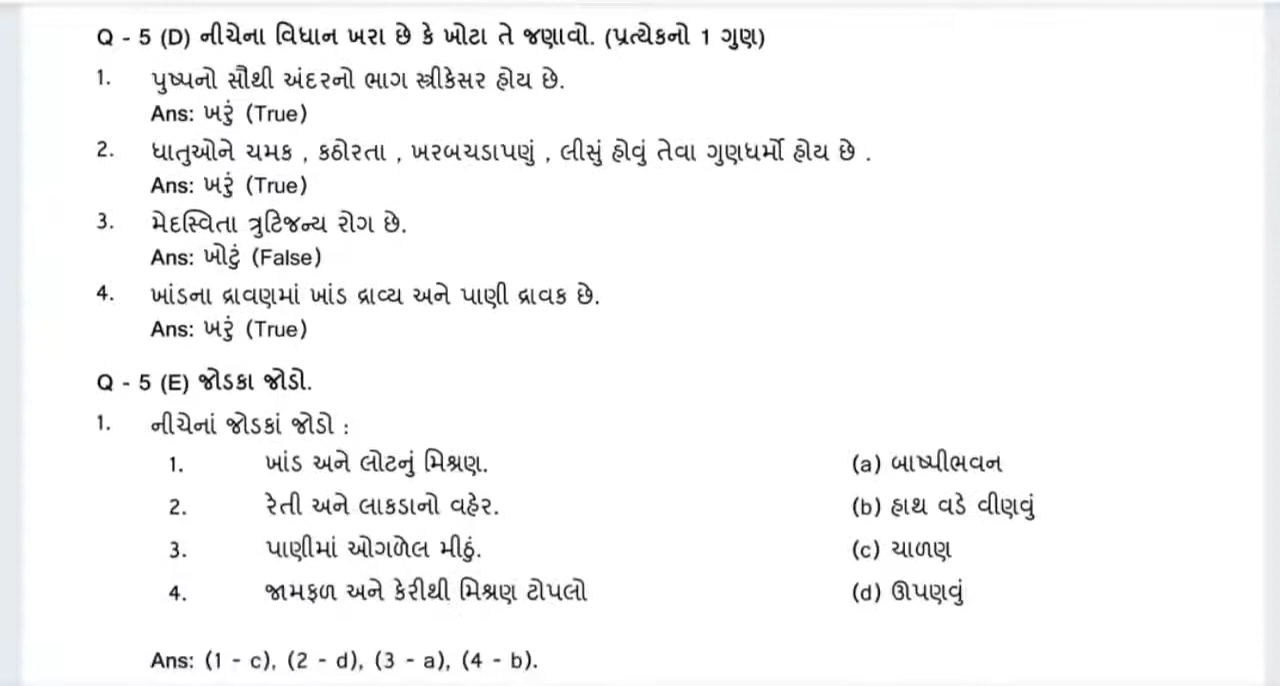 Q - 5 (D) નીચેના વિધાન ખરા છે કે ખોટા તે જણાવો. (પ્રત્યેકનો 1 ગુણ)
1. પુષ્પનો સૌથી અંદરનો ભાગ સ્ત્રીકેસર હોય છે.
Ans: ખરું (True)
2. ધાતુઓને ચમક , કઠોરતા , ખરબચડાપણું , લીસું હોવું તેવા ગુણધર્મો હોય છે .
Ans: ખરું (True)
3. મેદસ્વિતા ત્રુટિજન્ય રોગ છે.
Ans: ખોટું (False)
4. ખાંડના દ્રાવણમાં ખાંડ દ્રાવ્ય અને પાણી દ્રાવક છે.
Ans: ખરું (True)
Q - 5 (E) જોડકા જોડો.
1. નીચેનાં જોડકાં જોડો :
1. ખાંડ અને લોટનું મિશ્રણ. (a) બાષ્પીભવન
2. રેતી અને લાકડાનો વહેર. (b) હાથ વડે વીણવું
3. પાણીમાં ઓગળેલ મીઠું. (c) ચાળણ
4. જામફળ અને કેરીથી મિશ્રણ ટોપલો (d) ઊપણવું
Ans: (1 - c), (2 - d), (3 - a), (4 - b).